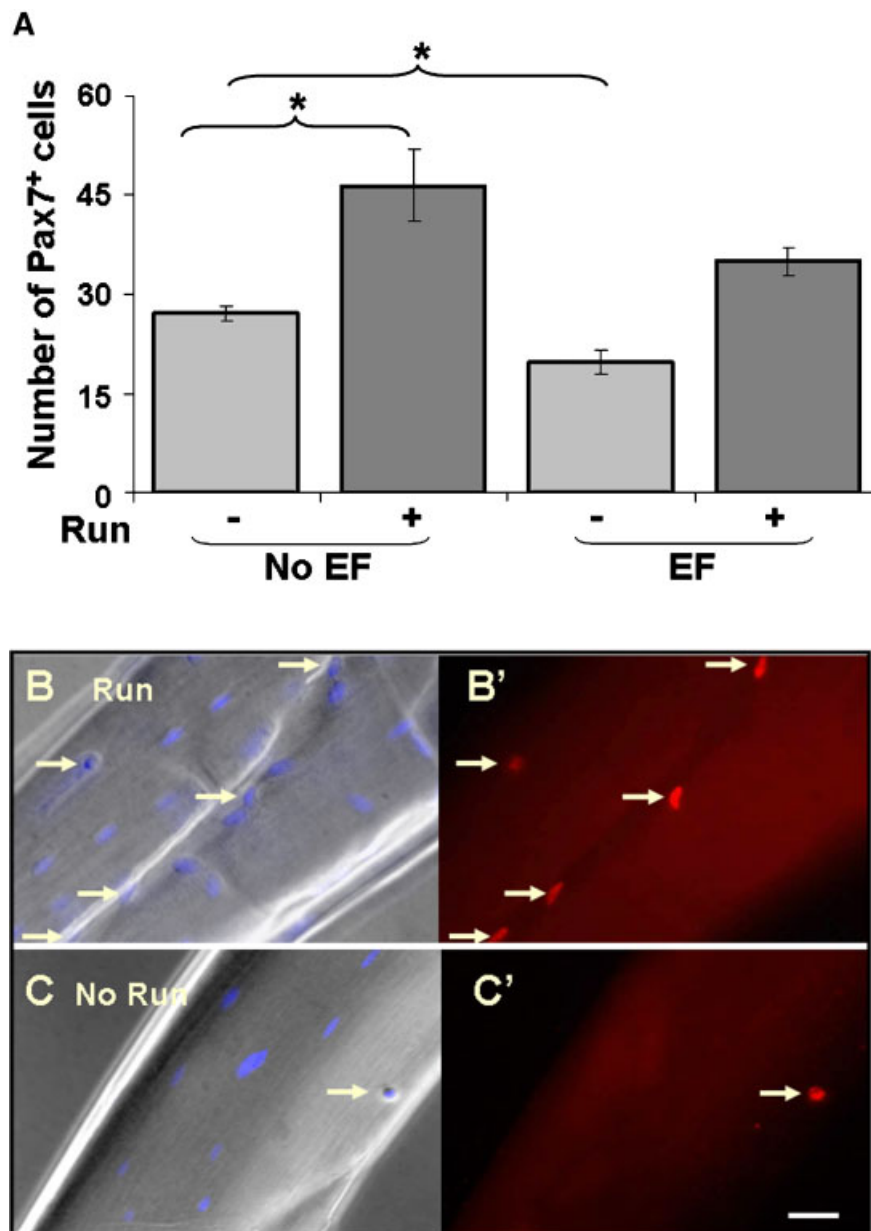 A
*
*
60
45
30
15
0
Number of Pax7+ cells
Run - + - +
No EF EF
B Run B’
C No Run C’